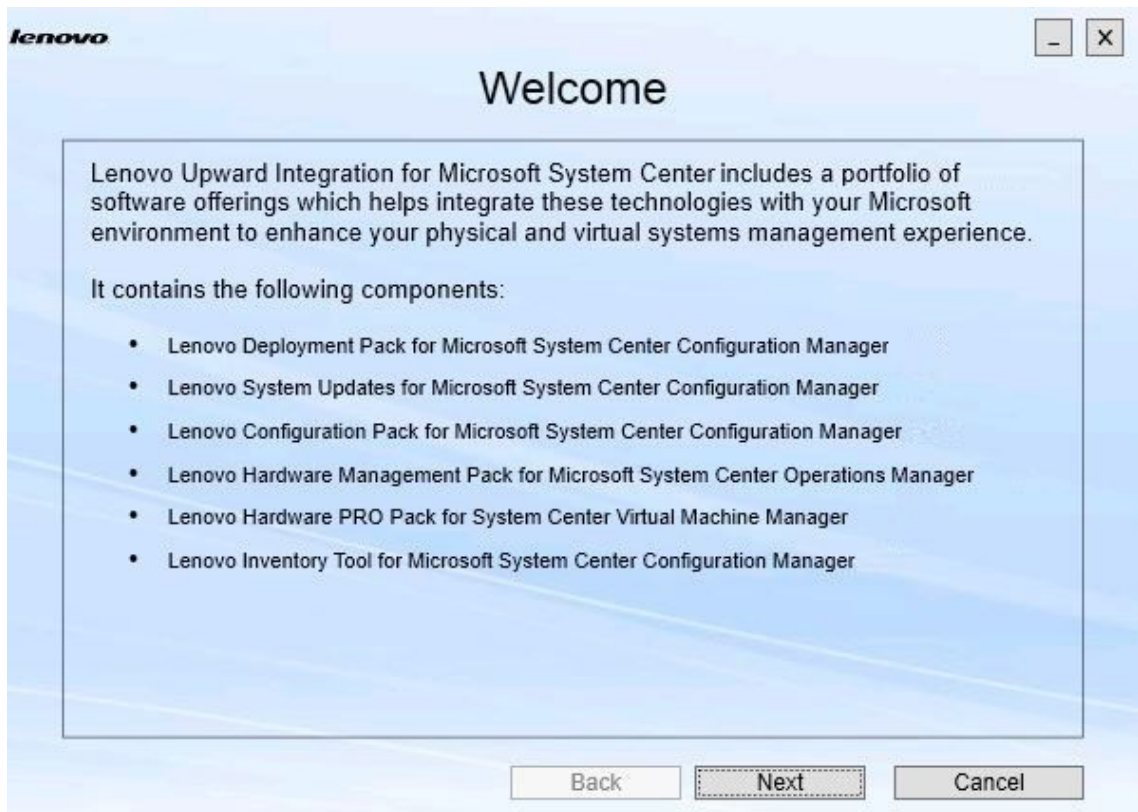 lenovo
Welcome
Lenovo Upward Integration for Microsoft System Center includes a portfolio of
software offerings which helps integrate these technologies with your Microsoft
environment to enhance your physical and virtual systems management experience.
It contains the following components:
• Lenovo Deployment Pack for Microsoft System Center Configuration Manager
• Lenovo System Updates for Microsoft System Center Configuration Manager
• Lenovo Configuration Pack for Microsoft System Center Configuration Manager
• Lenovo Hardware Management Pack for Microsoft System Center Operations Manager
• Lenovo Hardware PRO Pack for System Center Virtual Machine Manager
• Lenovo Inventory Tool for Microsoft System Center Configuration Manager
Back Next Cancel